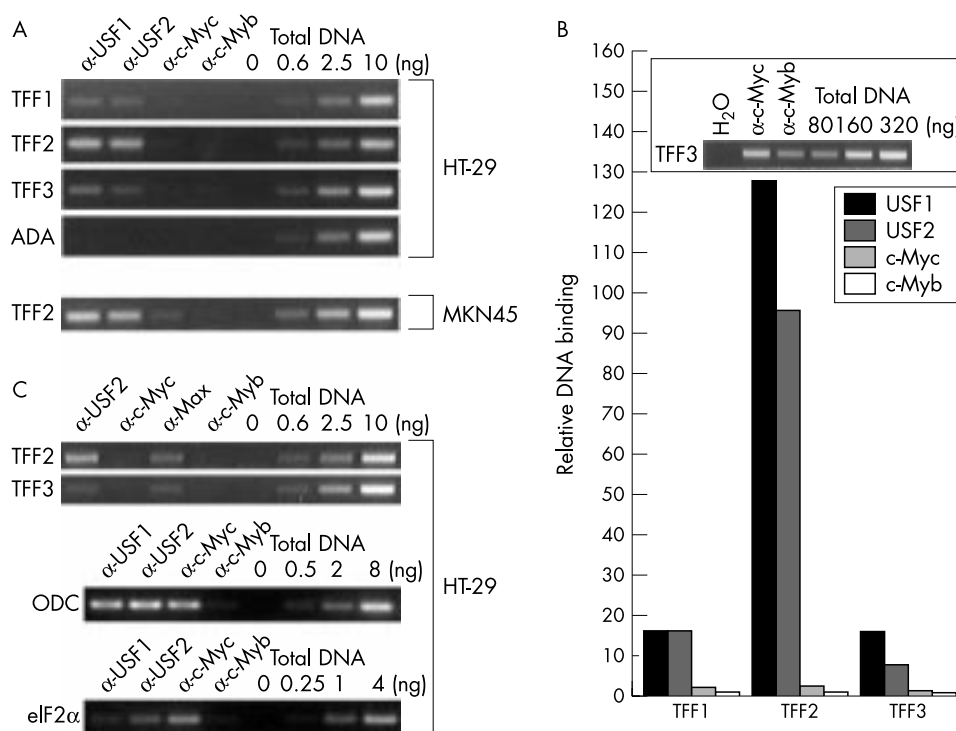 A
α-USF1 α-USF2 α-c-Myc α-c-Myb Total DNA
0 0.6 2.5 10 (ng)
TFF1
TFF2
TFF3
ADA
HT-29
TFF2
MKN45
C
α-USF2 α-c-Myc α-Max α-c-Myb Total DNA
0 0.6 2.5 10 (ng)
TFF2
TFF3
α-USF1 α-USF2 α-c-Myc α-c-Myb Total DNA
0 0.5 2 8 (ng)
ODC
HT-29
α-USF1 α-USF2 α-c-Myc α-c-Myb Total DNA
0 0.25 1 4 (ng)
eIF2α
B
160
150
140
130
120
110
100
90
80
70
60
50
40
30
20
10
0
Relative DNA binding
H2O α-c-Myc α-c-Myb Total DNA
80 160 320 (ng)
TFF3
USF1
USF2
c-Myc
c-Myb
TFF1 TFF2 TFF3